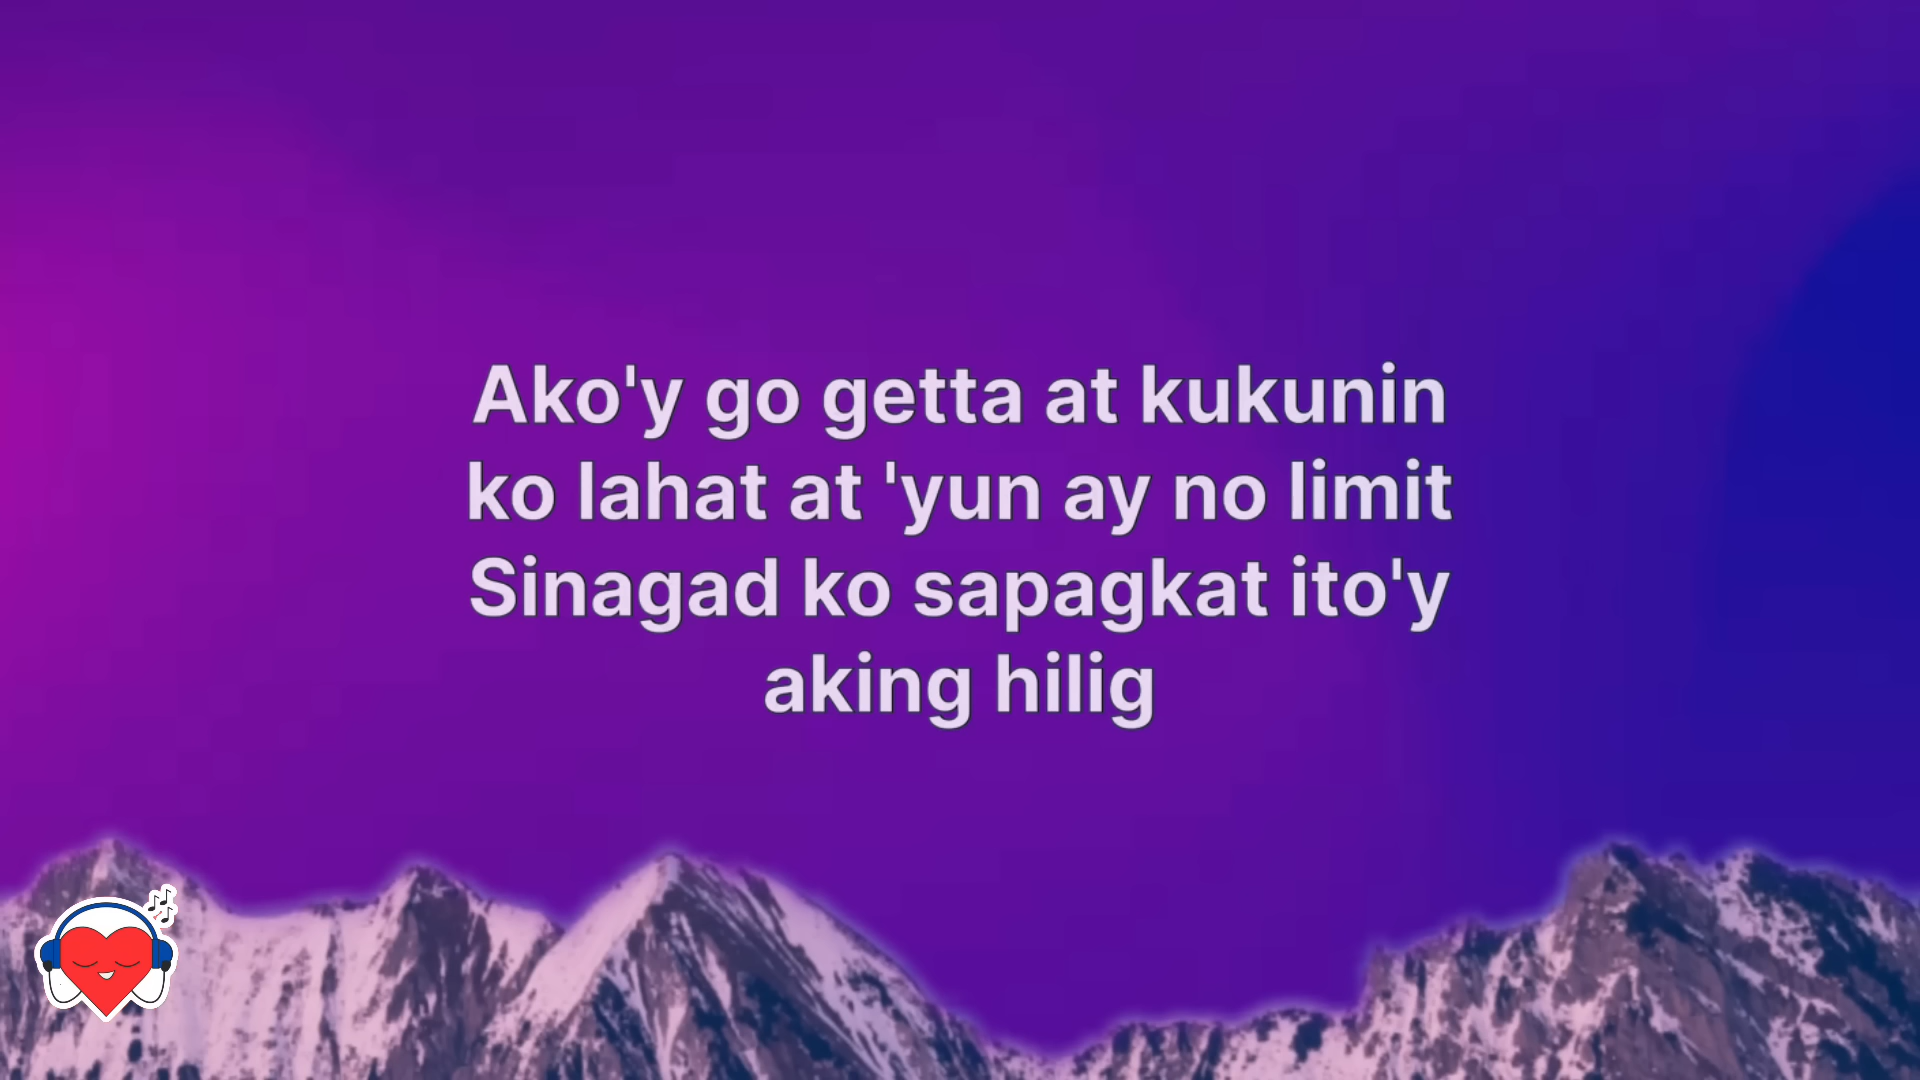 Ako'y go getta at kukunin
ko lahat at 'yun ay no limit
Sinagad ko sapagkat ito'y
aking hilig